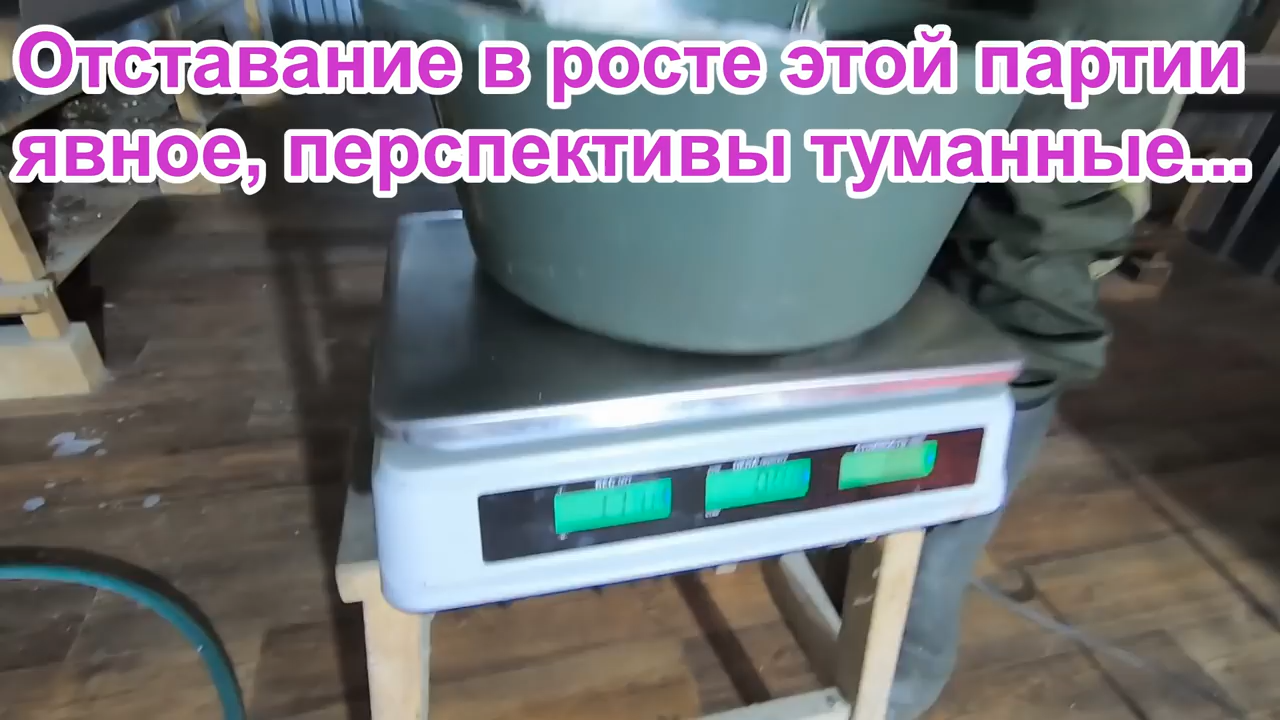 Отставание в росте этой партии
явное, перспективы туманные...